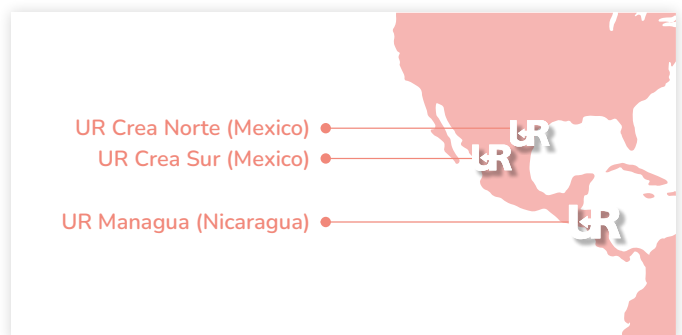 UR Crea Norte (Mexico)
UR
UR Crea Sur (Mexico)
UR
UR Managua (Nicaragua)
UR